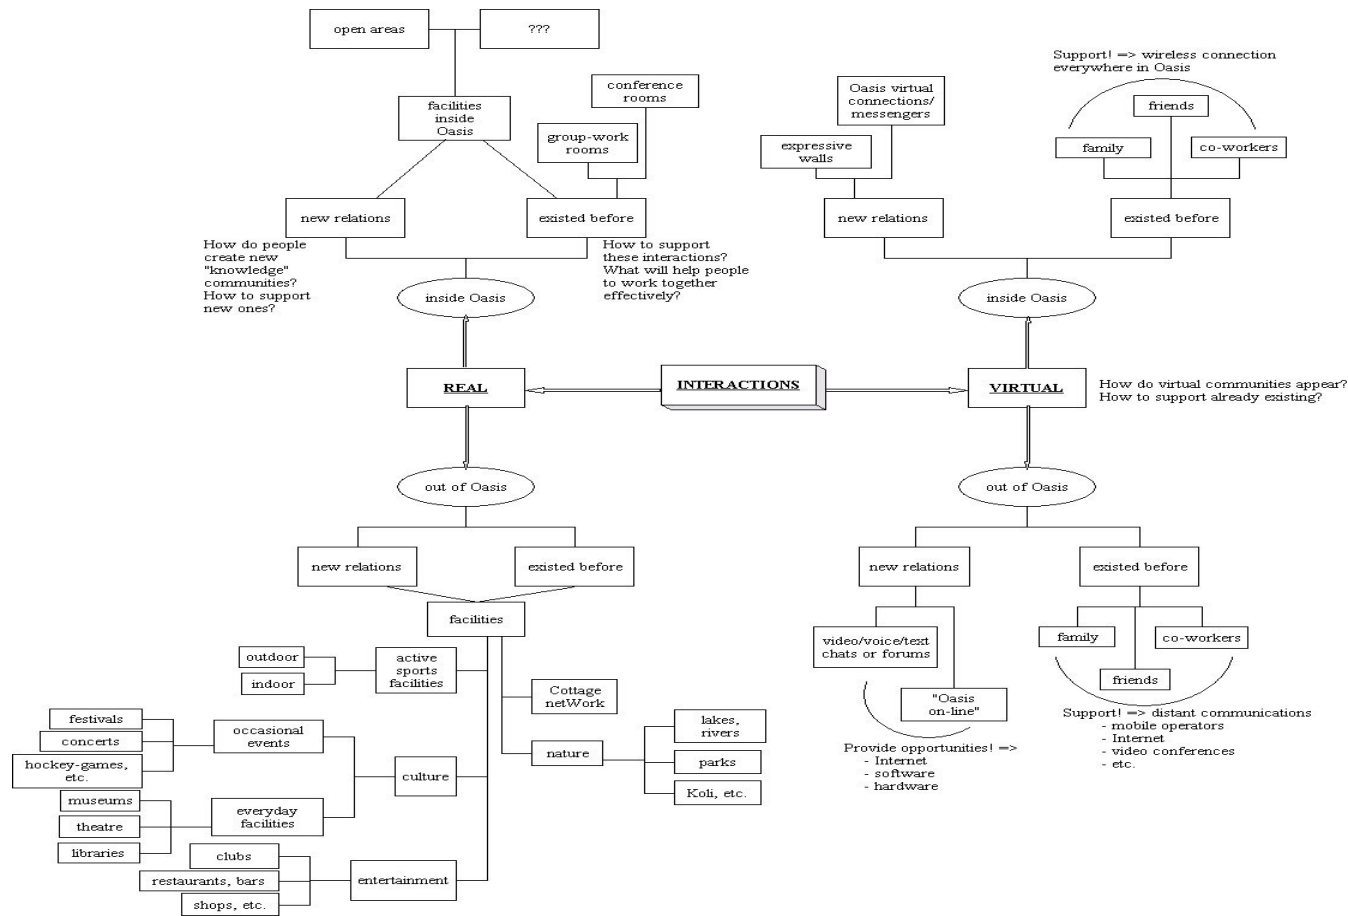 open areas
???
facilities
inside
Oasis
conference
rooms
group-work
rooms
new relations
existed before
How do people
create new
"knowledge"
communities?
How to support
new ones?
How to support
these interactions?
What will help people
to work together
effectively?
inside Oasis
Oasis virtual
connections/
messengers
expressive
walls
Support! => wireless connection
everywhere in Oasis
friends
family
co-workers
new relations
existed before
inside Oasis
REAL
INTERACTIONS
VIRTUAL
How do virtual communities appear?
How to support already existing?
out of Oasis
new relations
existed before
facilities
outdoor
indoor
active
sports
facilities
Cottage
netWork
nature
lakes,
rivers
parks
Koli, etc.
festivals
concerts
hockey-games,
etc.
occasional
events
culture
museums
theatre
libraries
everyday
facilities
clubs
restaurants, bars
shops, etc.
entertainment
out of Oasis
new relations
existed before
video/voice/text
chats or forums
"Oasis
on-line"
Provide opportunities! =>
- Internet
- software
- hardware
family
co-workers
friends
Support! => distant communications
- mobile operators
- Internet
- video conferences
- etc.